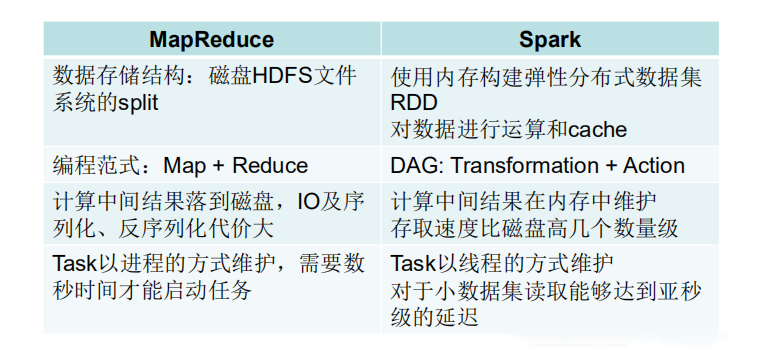 MapReduce
Spark
数据存储结构：磁盘HDFS文件
系统的split
使用内存构建弹性分布式数据集
RDD
对数据进行运算和cache
编程范式：Map + Reduce
DAG: Transformation + Action
计算中间结果落到磁盘，IO及序
列化、反序列化代价大
计算中间结果在内存中维护
存取速度比磁盘高几个数量级
Task以进程的方式维护，需要数
秒时间才能启动任务
Task以线程的方式维护
对于小数据集读取能够达到亚秒
级的延迟